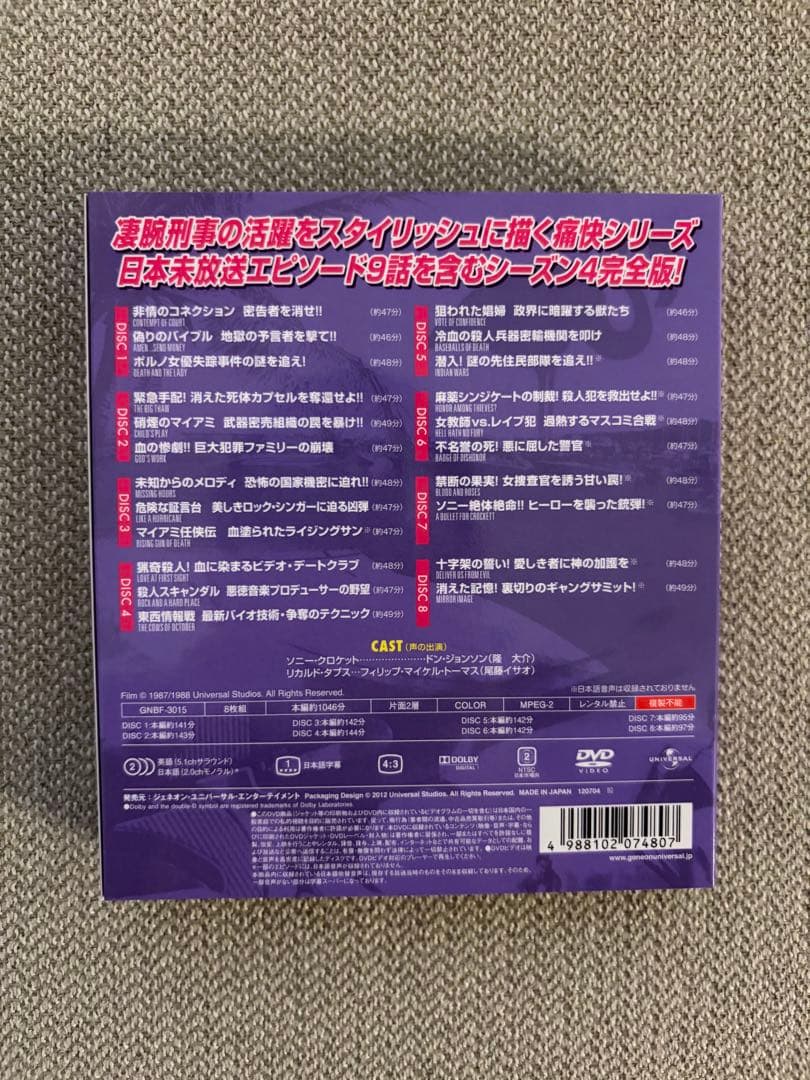 凄腕刑事の活躍をスタイリッシュに描く痛快シリーズ
日本未放送エピソード9話を含むシーズン4完全版!
DISC 1
非情のコネクション 密告者を消せ!! (約47分)
CONTEMPT OF COURT
偽りのバイブル 地獄の予言者を撃て!! (約46分)
AMEN...SEND MONEY
ポルノ女優失踪事件の謎を追え! (約48分)
DEATH AND THE LADY
DISC 2
緊急手配! 消えた死体カプセルを奪還せよ!! (約47分)
THE BIG THAW
硝煙のマイアミ 武器密売組織の罠を暴け!! (約49分)
CHILD'S PLAY
血の惨劇!! 巨大犯罪ファミリーの崩壊 (約47分)
GOD'S WORK
DISC 3
未知からのメロディ 恐怖の国家機密に迫れ!! (約48分)
MISSING HOURS
危険な証言台 美しきロック・シンガーに迫る凶弾 (約47分)
LIKE A HURRICANE
マイアミ任侠伝 血塗られたライジングサン※ (約47分)
RISING SUN OF DEATH
DISC 4
猟奇殺人! 血に染まるビデオ・デートクラブ (約48分)
LOVE AT FIRST SIGHT
殺人スキャンダル 悪徳音楽プロデューサーの野望 (約47分)
ROCK AND A HARD PLACE
東西情報戦 最新バイオ技術・争奪のテクニック (約49分)
THE COWS OF OCTOBER
DISC 5
狙われた娼婦 政界に暗躍する獣たち (約46分)
VOTE OF CONFIDENCE
冷血の殺人兵器密輸機関を叩け (約48分)
BASEBALLS OF DEATH
潜入! 謎の先住民部隊を追え!!※ (約48分)
INDIAN WARS
DISC 6
麻薬シンジケートの制裁! 殺人犯を救出せよ!!※ (約47分)
HONOR AMONG THIEVES?
女教師vs.レイプ犯 過熱するマスコミ合戦※ (約48分)
HELL HATH NO FURY
不名誉の死! 悪に屈した警官※ (約47分)
BADGE OF DISHONOR
DISC 7
禁断の果実! 女捜査官を誘う甘い罠!※ (約48分)
BLOOD AND ROSES
ソニー絶体絶命!! ヒーローを襲った銃弾!※ (約47分)
A BULLET FOR CROCKETT
DISC 8
十字架の誓い! 愛しき者に神の加護を※ (約48分)
DELIVER US FROM EVIL
消えた記憶! 裏切りのギャングサミット!※ (約49分)
MIRROR IMAGE
CAST(声の出演)
ソニー・クロケット…………………ドン・ジョンソン(隆 大介)
リカルド・タブス…フィリップ・マイケル・トーマス(尾藤イサオ)
Film © 1987/1988 Universal Studios. All Rights Reserved.
※日本語音声は収録されておりません
GNBF-3015 8枚組 本編約1046分 片面2層 COLOR MPEG-2 レンタル禁止 複製不能
DISC 1:本編約141分 DISC 3:本編約142分 DISC 5:本編約142分 DISC 7:本編約95分
DISC 2:本編約143分 DISC 4:本編約144分 DISC 6:本編約142分 DISC 8:本編約97分
2 英語(5.1chサラウンド)
日本語(2.0chモノラル)*
1 日本語字幕
4:3
DOLBY DIGITAL
2 NTSC 日本市場向
DVD VIDEO
UNIVERSAL
発売元:ジェネオン・ユニバーサル・エンターテイメント Packaging Design © 2012 Universal Studios. All Rights Reserved. MADE IN JAPAN 120704
●Dolby and the double-D symbol are registered trademarks of Dolby Laboratories.
4 988102 074807
www.geneonuniversal.jp